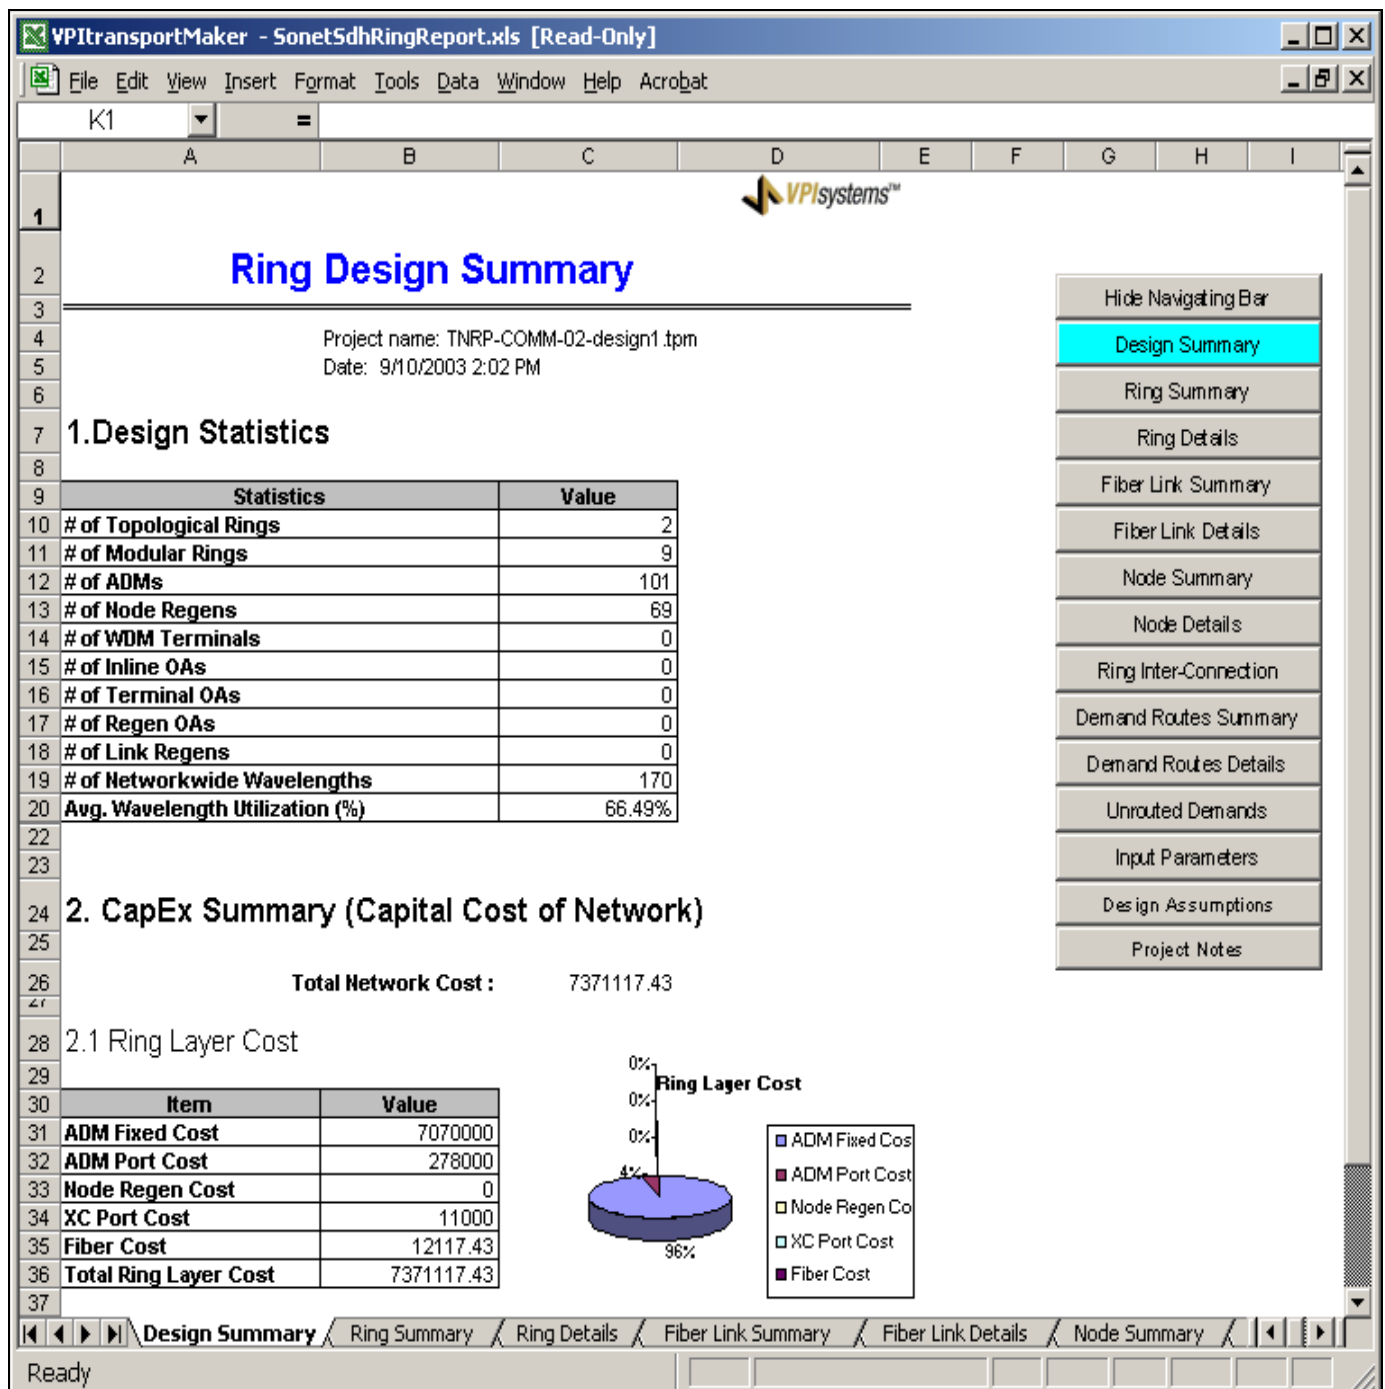 VPItransportMaker - SonetSdhRingReport.xls [Read-Only]
File Edit View Insert Format Tools Data Window Help Acrobat
K1 =
A B C D E F G H I
1 VPIsystems™
2 Ring Design Summary
3
4 Project name: TNRP-COMM-02-design1.tpm
5 Date: 9/10/2003 2:02 PM
6
7 1.Design Statistics
8
9 Statistics Value
10 # of Topological Rings 2
11 # of Modular Rings 9
12 # of ADMs 101
13 # of Node Regens 69
14 # of WDM Terminals 0
15 # of Inline OAs 0
16 # of Terminal OAs 0
17 # of Regen OAs 0
18 # of Link Regens 0
19 # of Networkwide Wavelengths 170
20 Avg. Wavelength Utilization (%) 66.49%
22
23
24 2. CapEx Summary (Capital Cost of Network)
25
26 Total Network Cost : 7371117.43
27
28 2.1 Ring Layer Cost
29
30 Item Value
31 ADM Fixed Cost 7070000
32 ADM Port Cost 278000
33 Node Regen Cost 0
34 XC Port Cost 11000
35 Fiber Cost 12117.43
36 Total Ring Layer Cost 7371117.43
37
Hide Navigating Bar
Design Summary
Ring Summary
Ring Details
Fiber Link Summary
Fiber Link Details
Node Summary
Node Details
Ring Inter-Connection
Demand Routes Summary
Demand Routes Details
Unrouted Demands
Input Parameters
Design Assumptions
Project Notes
0%
Ring Layer Cost
0%
0%
4%
96%
ADM Fixed Cos
ADM Port Cost
Node Regen Co
XC Port Cost
Fiber Cost
Design Summary Ring Summary Ring Details Fiber Link Summary Fiber Link Details Node Summary
Ready